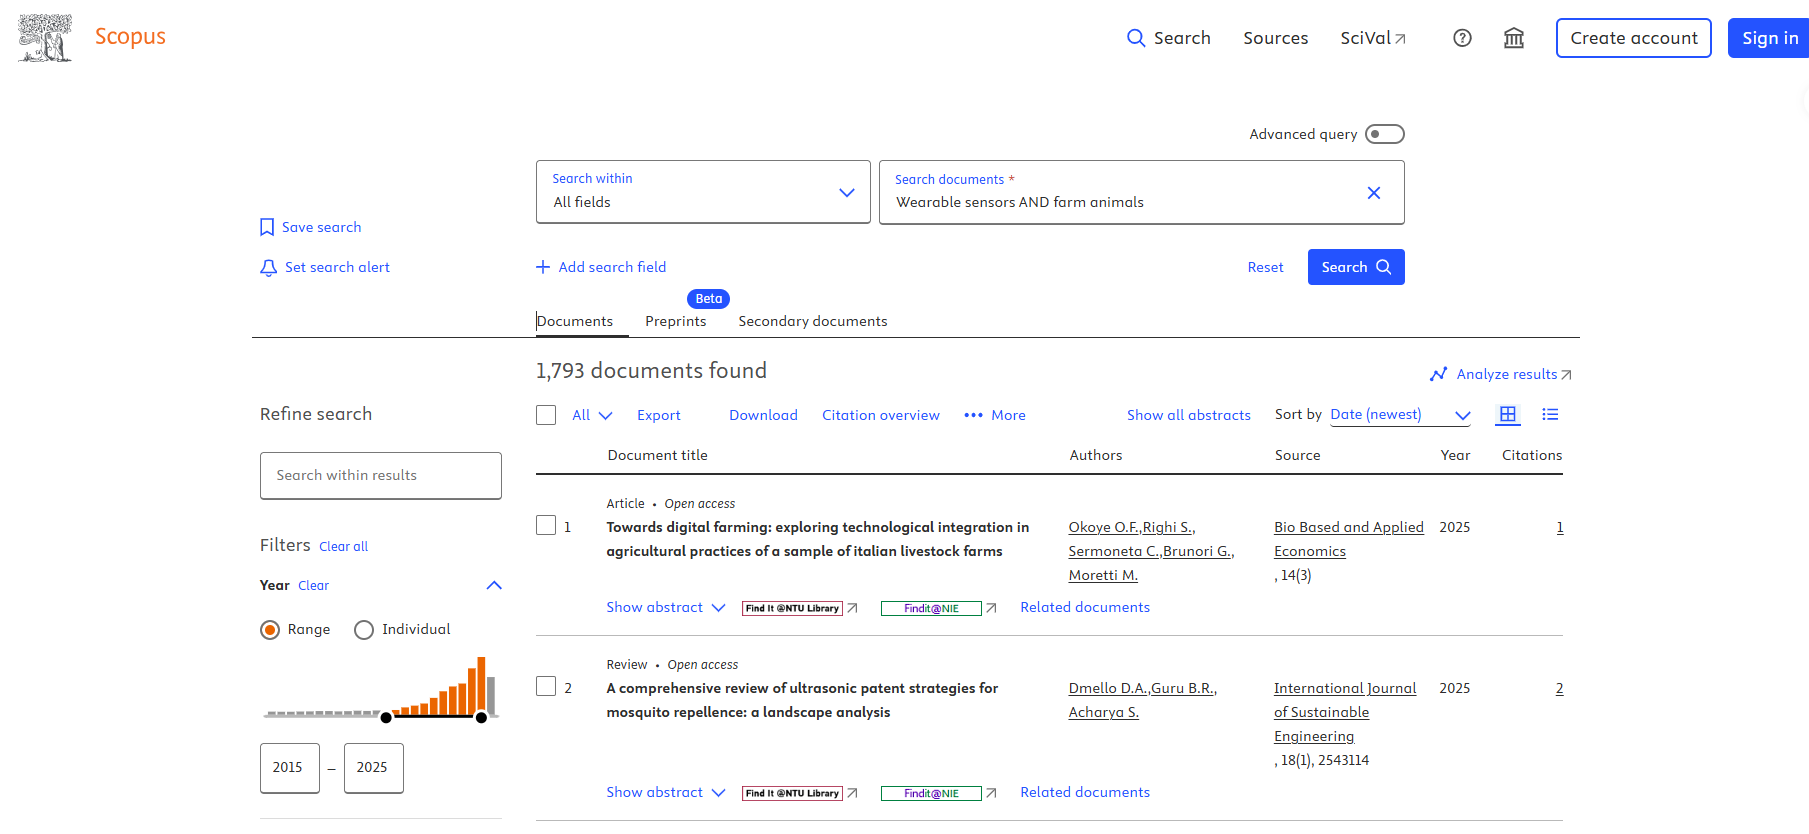 Scopus
Search
Sources
SciVal
Create account
Sign in
Advanced query
Search within
All fields
Search documents *
Wearable sensors AND farm animals
Save search
Set search alert
Add search field
Reset
Search
Beta
Documents
Preprints
Secondary documents
1,793 documents found
Analyze results
Refine search
All
Export
Download
Citation overview
More
Show all abstracts
Sort by
Date (newest)
Search within results
Document title
Authors
Source
Year
Citations
Filters
Clear all
Year
Clear
Range
Individual
2015
–
2025
Article • Open access
1
Towards digital farming: exploring technological integration in
agricultural practices of a sample of italian livestock farms
Okoye O.F.,Righi S.,
Sermoneta C.,Brunori G.,
Moretti M.
Bio Based and Applied
Economics
, 14(3)
2025
1
Show abstract
Find It @NTU Library
Findit@NIE
Related documents
Review • Open access
2
A comprehensive review of ultrasonic patent strategies for
mosquito repellence: a landscape analysis
Dmello D.A.,Guru B.R.,
Acharya S.
International Journal
of Sustainable
Engineering
, 18(1), 2543114
2025
2
Show abstract
Find It @NTU Library
Findit@NIE
Related documents